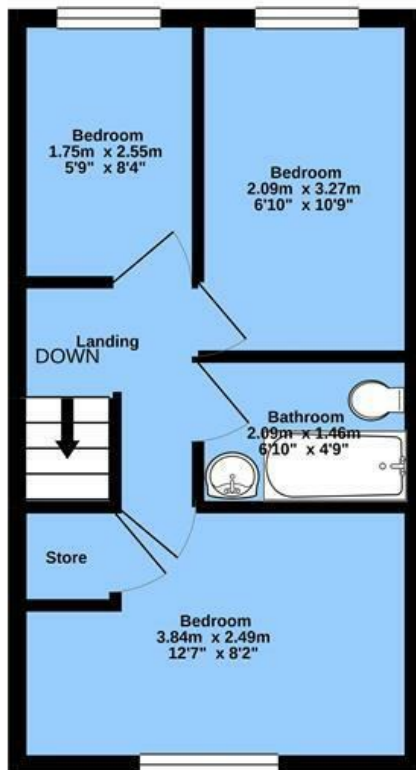 Bedroom
1.75m x 2.55m
5'9" x 8'4"
Bedroom
2.09m x 3.27m
6'10" x 10'9"
Landing
DOWN
Bathroom
2.09m x 1.46m
6'10" x 4'9"
Store
Bedroom
3.84m x 2.49m
12'7" x 8'2"